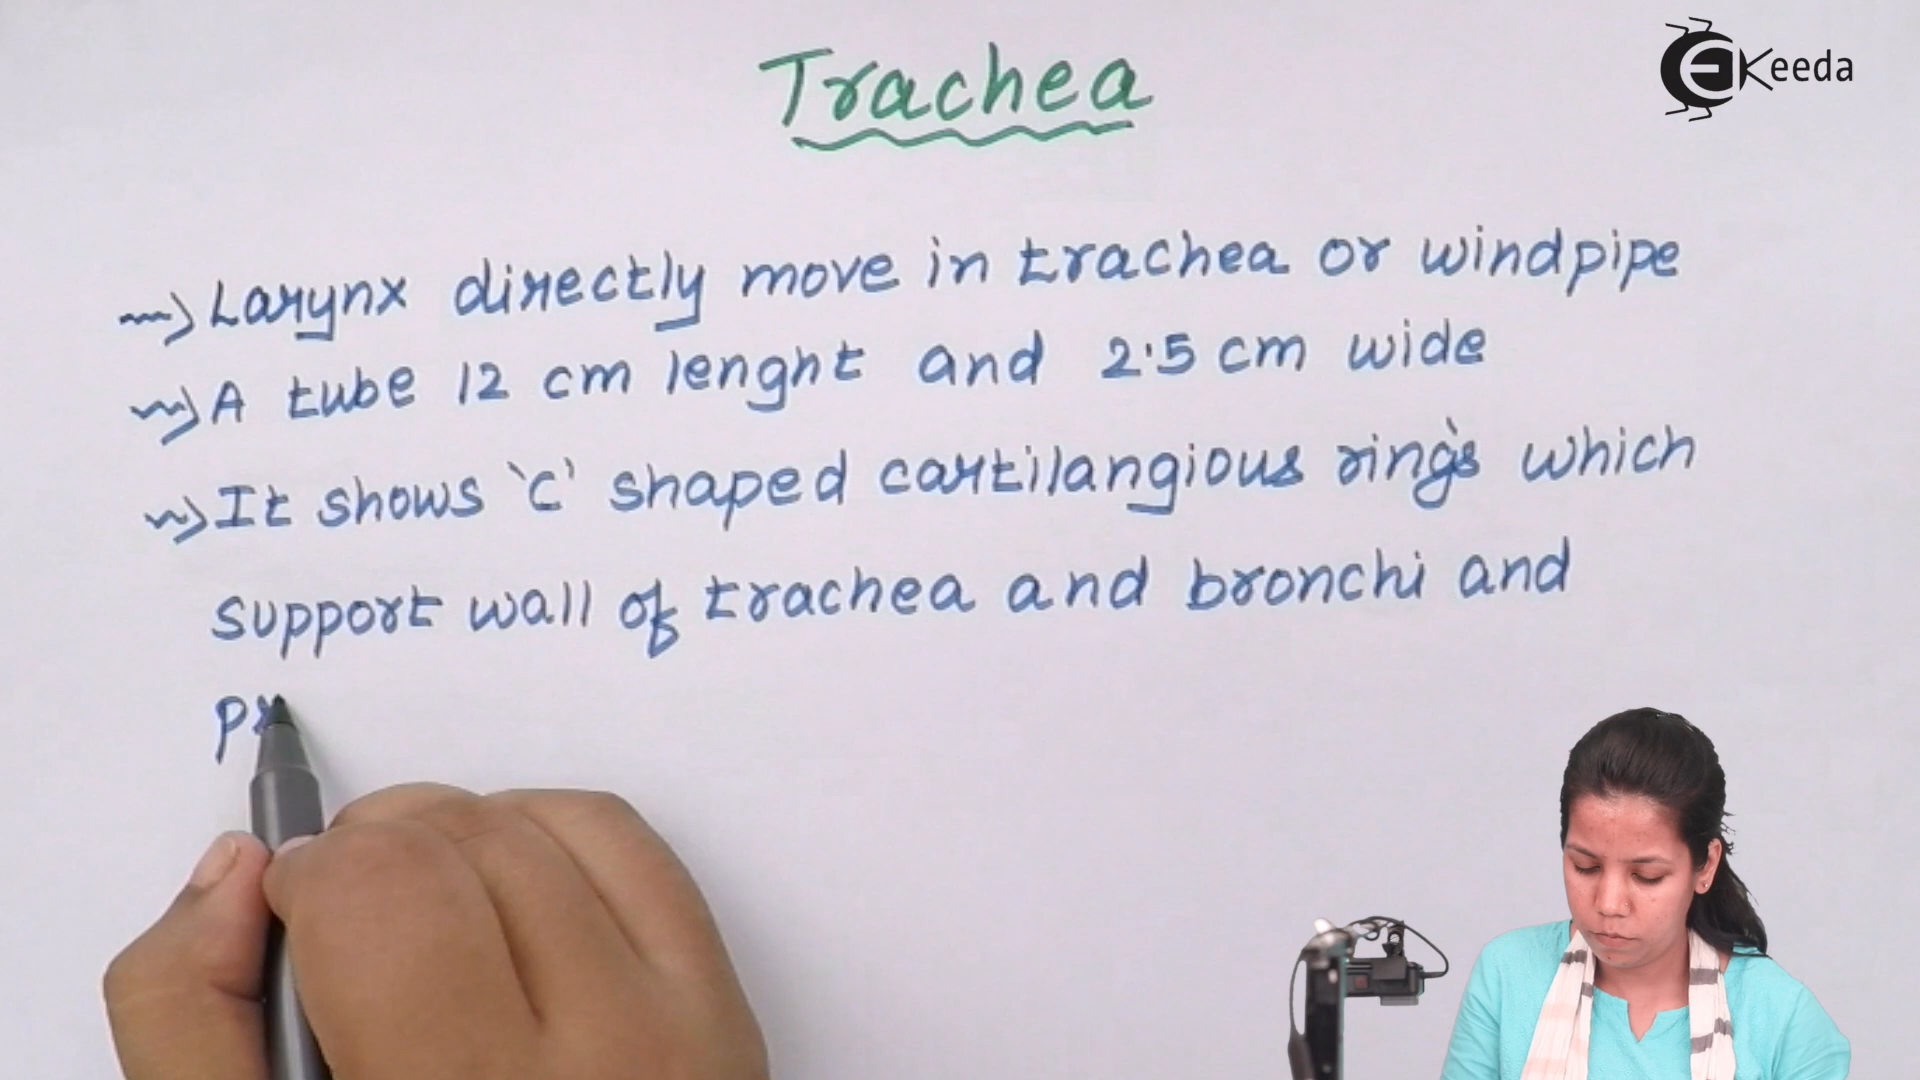 Trachea
EKeeda
Larynx directly move in trachea or windpipe
A tube 12 cm lenght and 2.5 cm wide
It shows 'c' shaped cartilangious rings which
support wall of trachea and bronchi and
pr